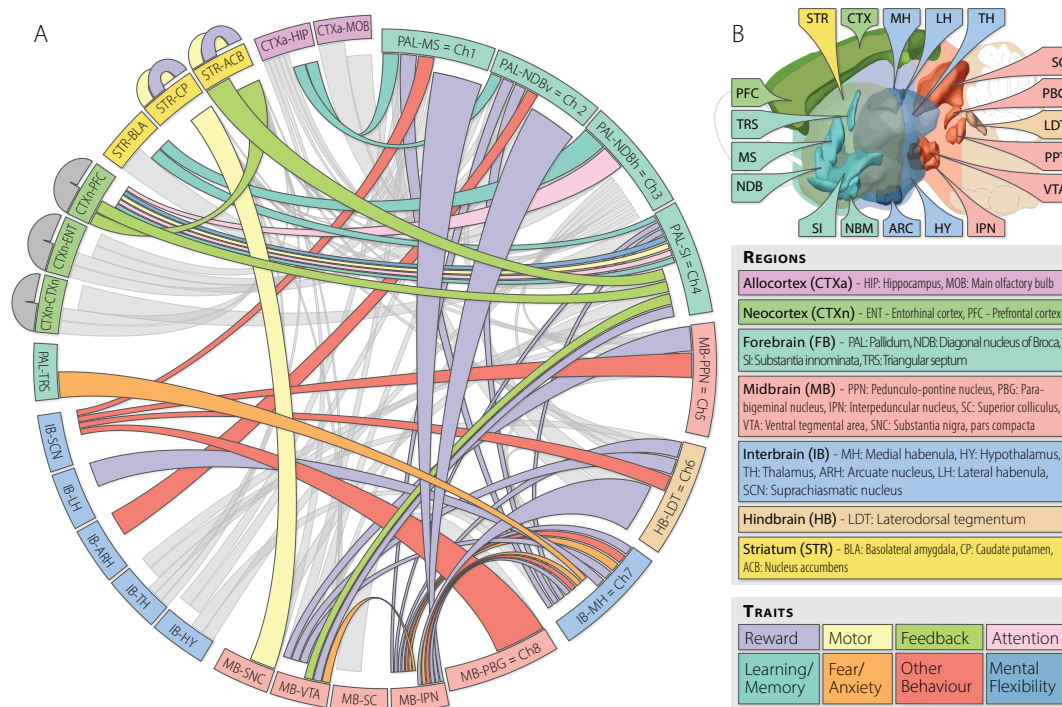 A
CTXa-HIP
CTXa-MOB
PAL-MS = Ch1
PAL-NDBv = Ch 2
PAL-NDBh = Ch3
PAL-SI = Ch4
MB-PPN = Ch5
HB-LDT = Ch6
IB-MH = Ch7
MB-PBG = Ch8
MB-IPN
MB-SC
MB-VTA
MB-SNC
IB-HY
IB-TH
IB-ARH
IB-LH
IB-SCN
PAL-TRS
CTXn-CTXn
CTXn-ENT
CTXn-PFC
STR-BLA
STR-CP
STR-ACB
B
STR
CTX
MH
LH
TH
SC
PBG
LDT
PPT
VTA
PFC
TRS
MS
NDB
SI
NBM
ARC
HY
IPN
REGIONS
Allocortex (CTXa) - HIP: Hippocampus, MOB: Main olfactory bulb
Neocortex (CTXn) - ENT - Entorhinal cortex, PFC – Prefrontal cortex
Forebrain (FB) - PAL: Pallidum, NDB: Diagonal nucleus of Broca,
SI: Substantia innominata, TRS: Triangular septum
Midbrain (MB) - PPN: Pedunculo-pontine nucleus, PBG: Para-
bigeminal nucleus, IPN: Interpeduncular nucleus, SC: Superior colliculus,
VTA: Ventral tegmental area, SNC: Substantia nigra, pars compacta
Interbrain (IB) - MH: Medial habenula, HY: Hypothalamus,
TH: Thalamus, ARH: Arcuate nucleus, LH: Lateral habenula,
SCN: Suprachiasmatic nucleus
Hindbrain (HB) - LDT: Laterodorsal tegmentum
Striatum (STR) - BLA: Basolateral amygdala, CP: Caudate putamen,
ACB: Nucleus accumbens
TRAITS
Reward
Motor
Feedback
Attention
Learning/
Memory
Fear/
Anxiety
Other
Behaviour
Mental
Flexibility